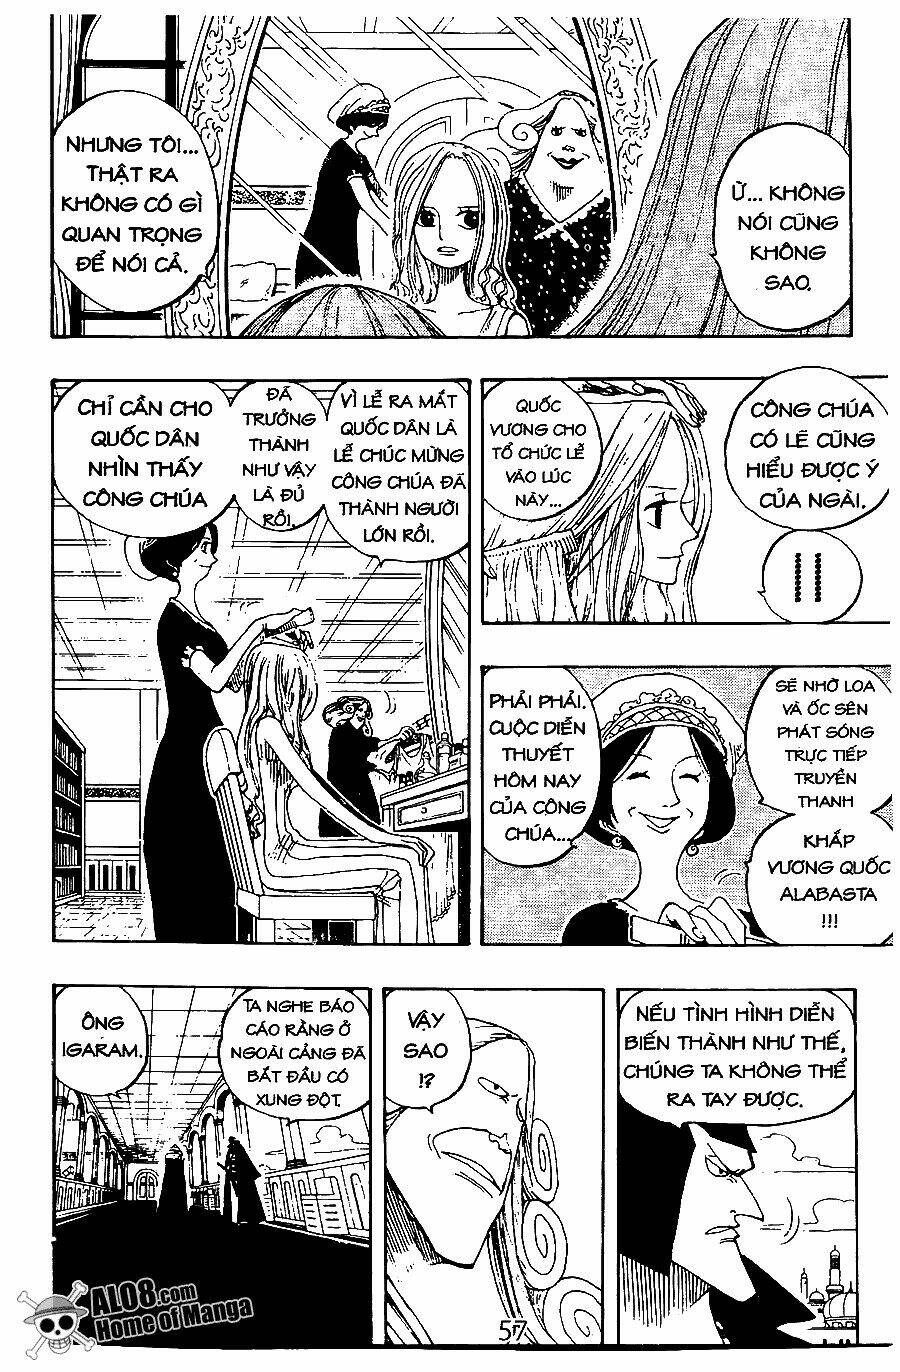 NHƯNG TÔI...
THẬT RA
KHÔNG CÓ GÌ
QUAN TRỌNG
ĐỂ NÓI CẢ.
Ừ... KHÔNG
NÓI CŨNG
KHÔNG
SAO.
CHỈ CẦN CHO
QUỐC DÂN
NHÌN THẤY
CÔNG CHÚA
ĐÃ
TRƯỞNG
THÀNH
NHƯ VẬY
LÀ ĐỦ
RỒI.
VÌ LỄ RA MẮT
QUỐC DÂN LÀ
LỄ CHÚC MỪNG
CÔNG CHÚA ĐÃ
THÀNH NGƯỜI
LỚN RỒI.
QUỐC
VƯƠNG CHO
TỔ CHỨC LỄ
VÀO LÚC
NÀY...
CÔNG CHÚA
CÓ LẼ CŨNG
HIỂU ĐƯỢC Ý
CỦA NGÀI.
PHẢI PHẢI.
CUỘC DIỄN
THUYẾT
HÔM NAY
CỦA CÔNG
CHÚA...
SẼ NHỜ LOA
VÀ ỐC SÊN
PHÁT SÓNG
TRỰC TIẾP
TRUYỀN
THANH
KHẮP
VƯƠNG QUỐC
ALABASTA
!!!
ÔNG
IGARAM.
TA NGHE BÁO
CÁO RẰNG Ở
NGOÀI CẢNG ĐÃ
BẮT ĐẦU CÓ
XUNG ĐỘT.
VẬY
SAO
!?
NẾU TÌNH HÌNH DIỄN
BIẾN THÀNH NHƯ THẾ,
CHÚNG TA KHÔNG THỂ
RA TAY ĐƯỢC.
AL08.com
Home of Manga
57